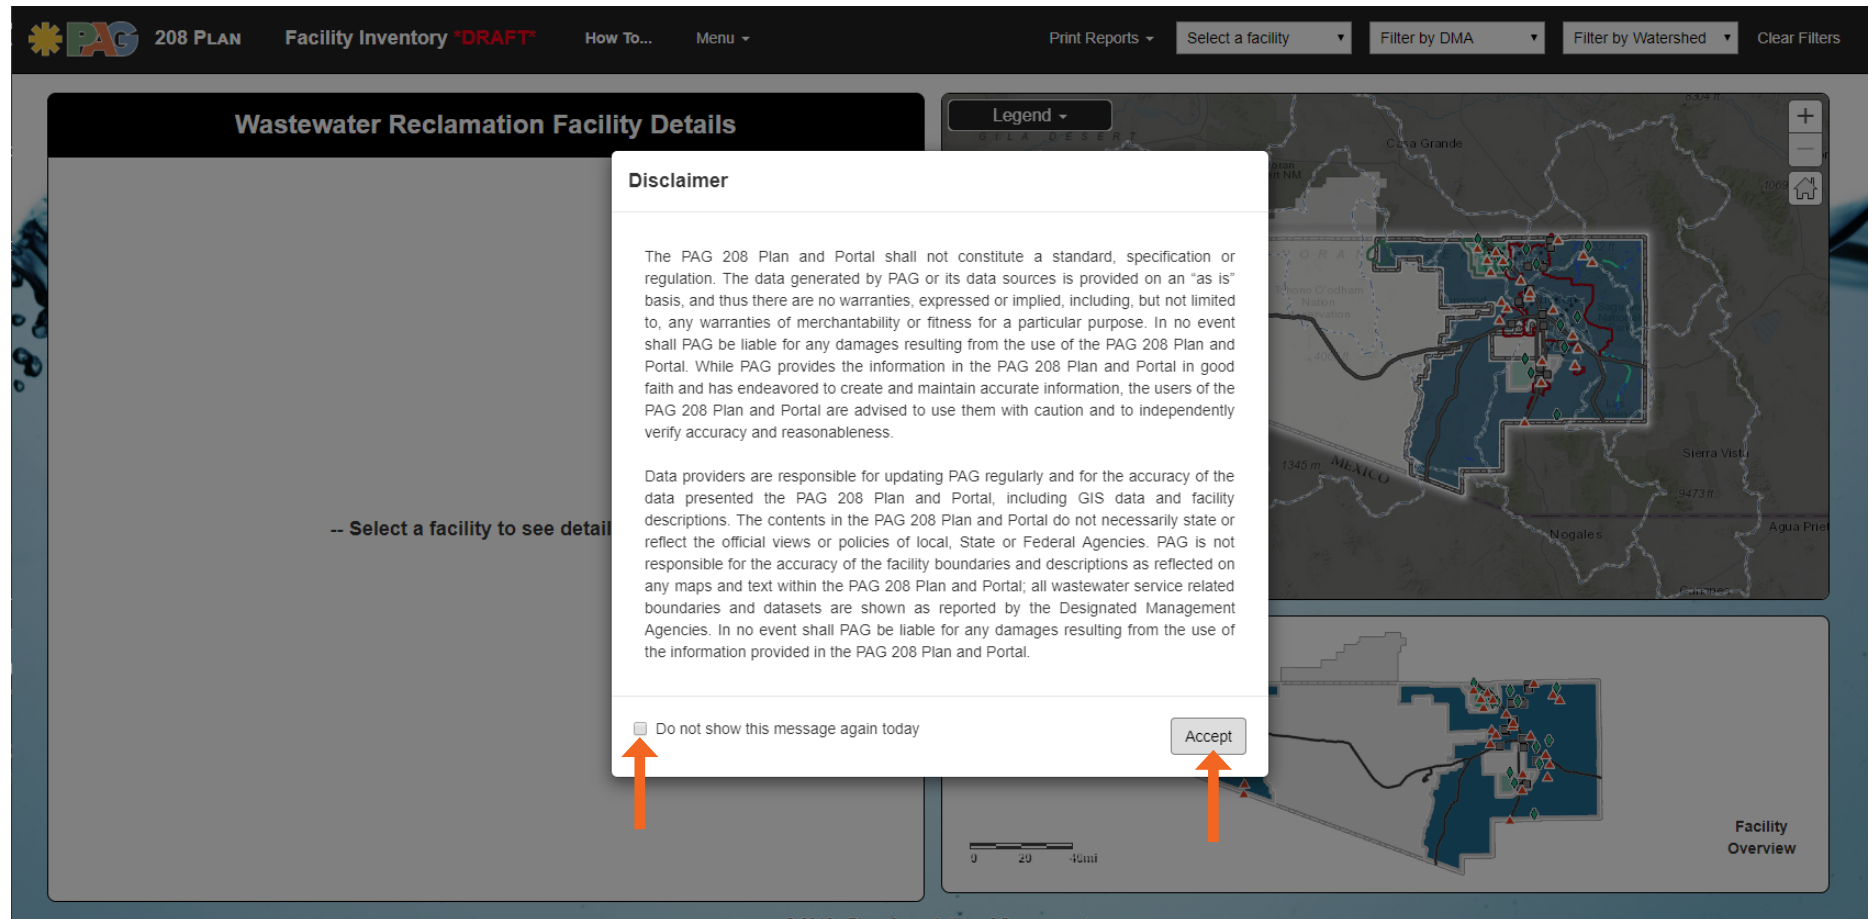 PAG 208 PLAN Facility Inventory *DRAFT* How To... Menu Print Reports Select a facility Filter by DMA Filter by Watershed Clear Filters
Wastewater Reclamation Facility Details
Legend
GILA DESERT
8304 ft
Casa Grande
Disclaimer
The PAG 208 Plan and Portal shall not constitute a standard, specification or
regulation. The data generated by PAG or its data sources is provided on an “as is”
basis, and thus there are no warranties, expressed or implied, including, but not limited
to, any warranties of merchantability or fitness for a particular purpose. In no event
shall PAG be liable for any damages resulting from the use of the PAG 208 Plan and
Portal. While PAG provides the information in the PAG 208 Plan and Portal in good
faith and has endeavored to create and maintain accurate information, the users of the
PAG 208 Plan and Portal are advised to use them with caution and to independently
verify accuracy and reasonableness.
Data providers are responsible for updating PAG regularly and for the accuracy of the
data presented the PAG 208 Plan and Portal, including GIS data and facility
descriptions. The contents in the PAG 208 Plan and Portal do not necessarily state or
reflect the official views or policies of local, State or Federal Agencies. PAG is not
responsible for the accuracy of the facility boundaries and descriptions as reflected on
any maps and text within the PAG 208 Plan and Portal; all wastewater service related
boundaries and datasets are shown as reported by the Designated Management
Agencies. In no event shall PAG be liable for any damages resulting from the use of
the information provided in the PAG 208 Plan and Portal.
Do not show this message again today
Accept
-- Select a facility to see detail
1345 m
MEXICO
Sierra Vista
9473 ft
Nogales
Agua Priet
Cananea
0 20 40mi
Facility
Overview